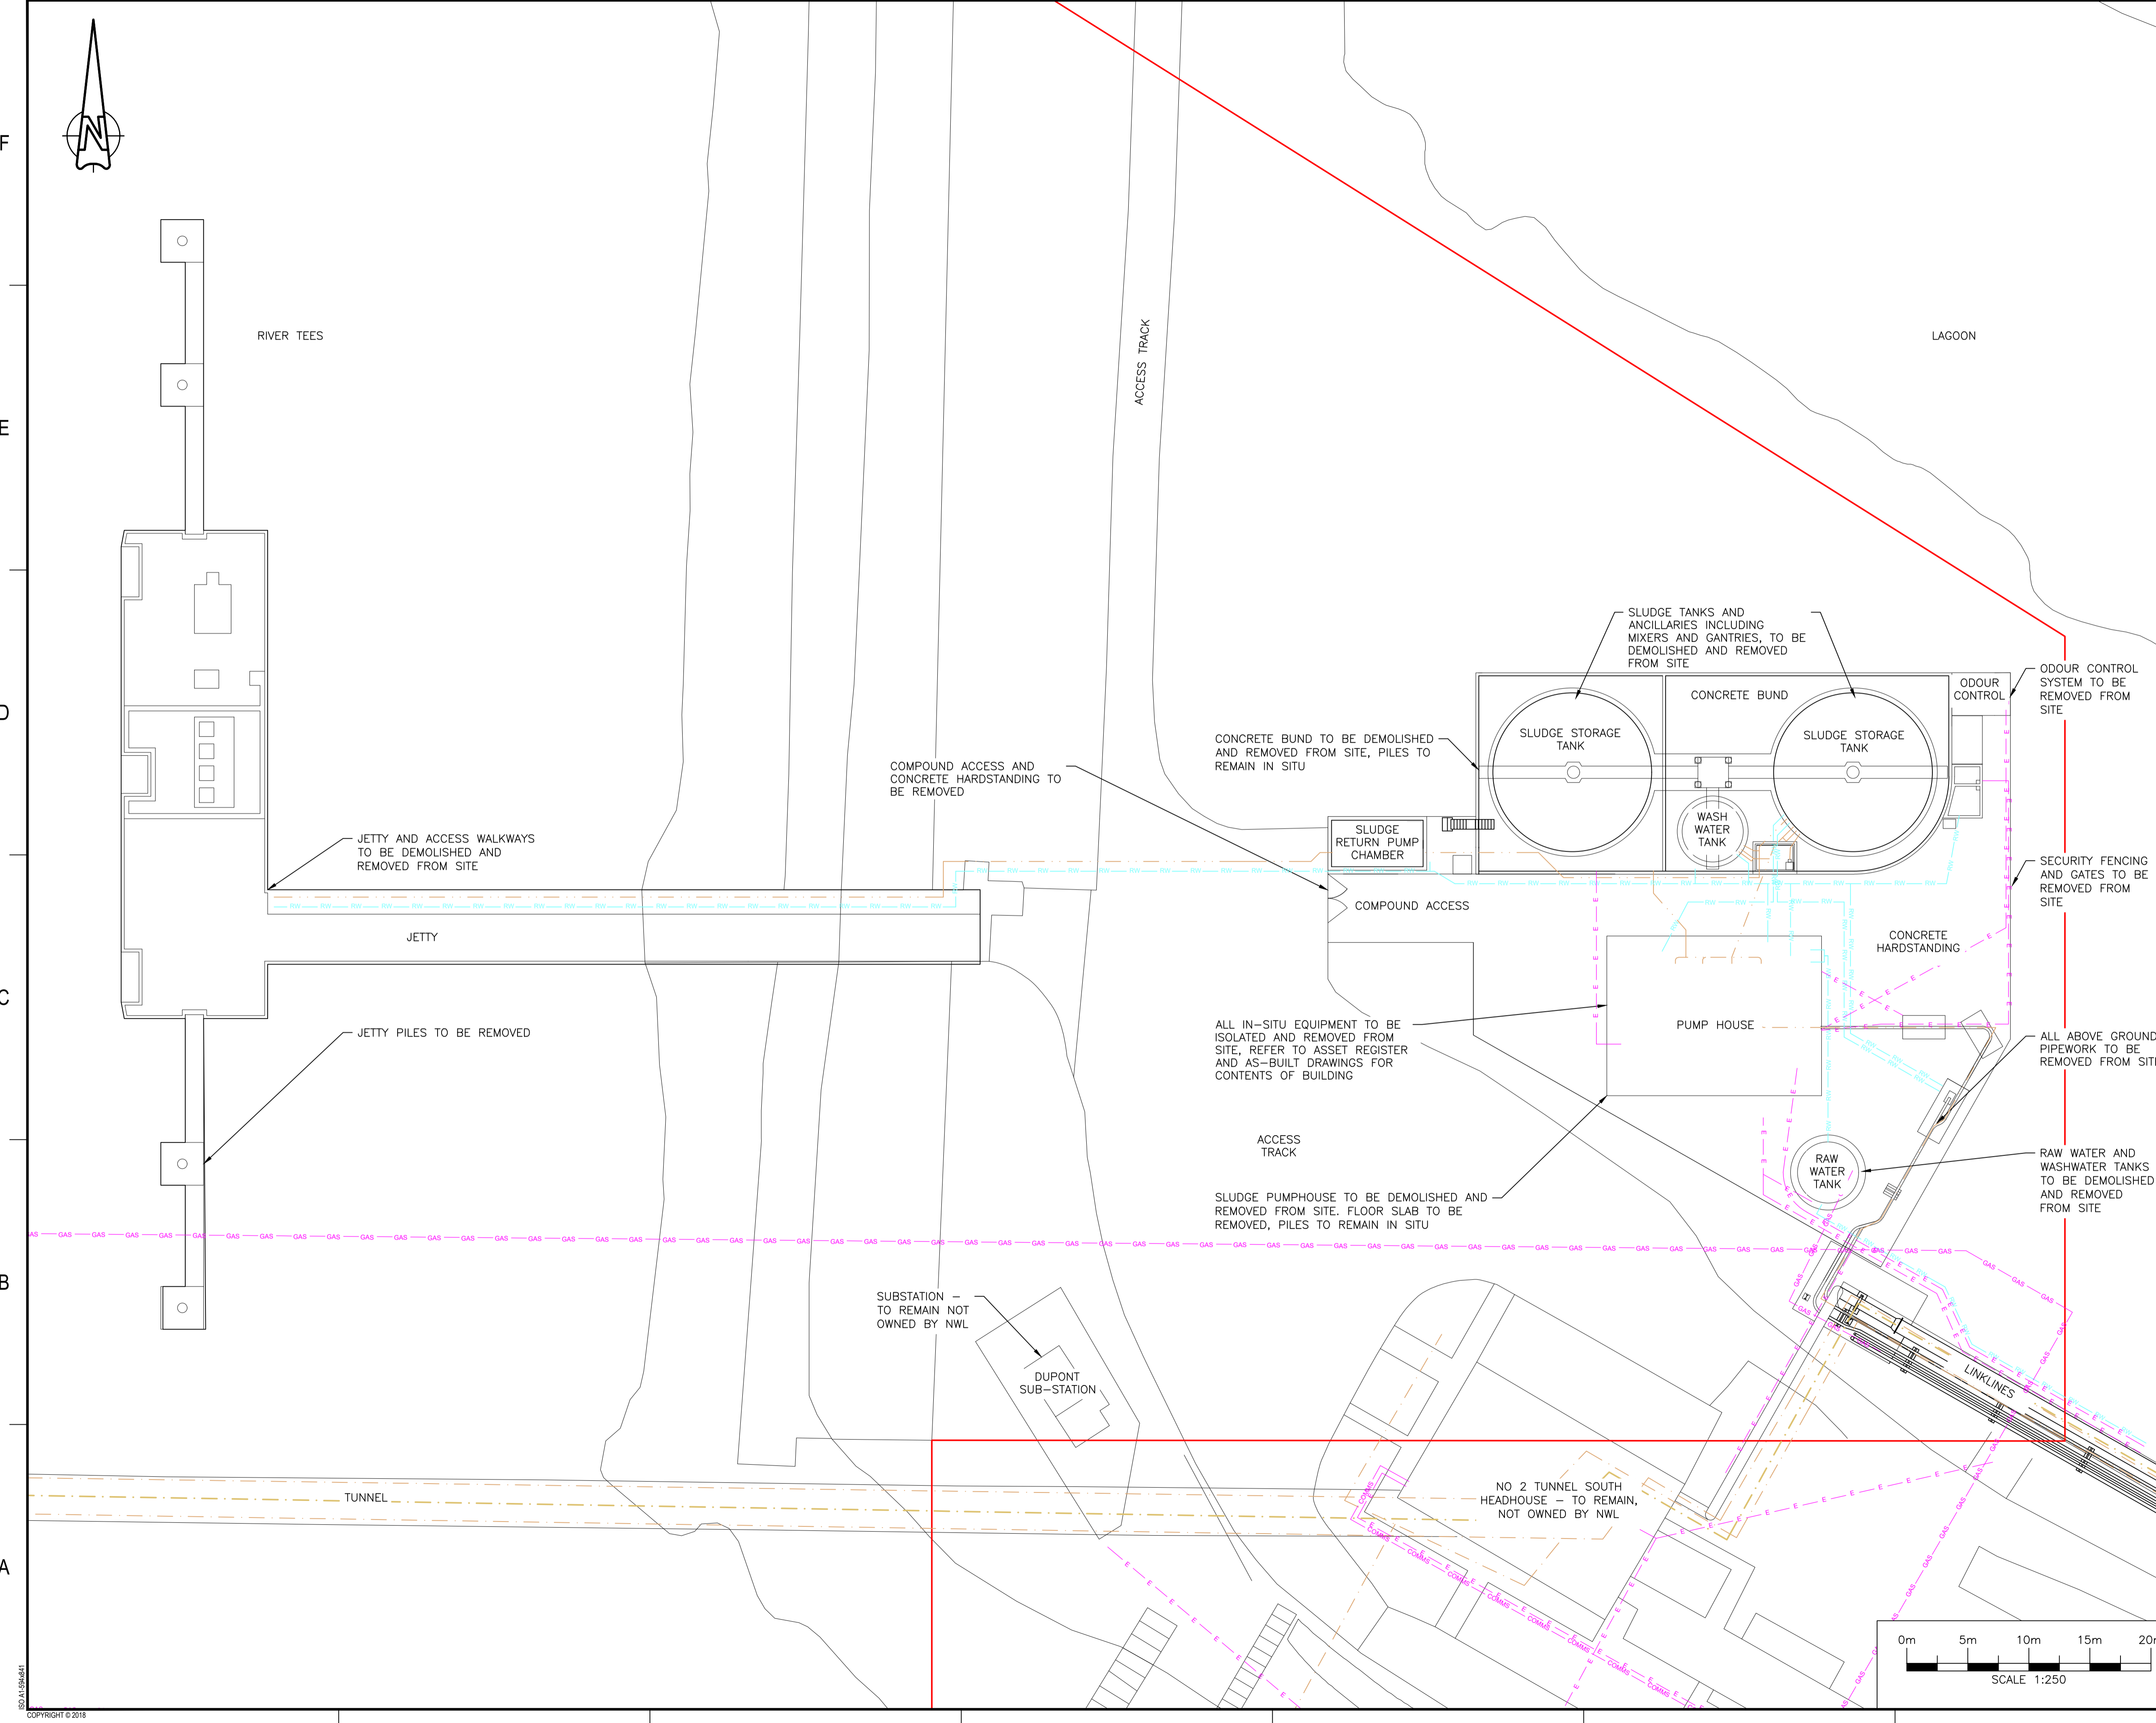 N
F
E
D
C
B
A
RIVER TEES
ACCESS TRACK
LAGOON
SLUDGE TANKS AND
ANCILLARIES INCLUDING
MIXERS AND GANTRIES, TO BE
DEMOLISHED AND REMOVED
FROM SITE
ODOUR CONTROL
SYSTEM TO BE
REMOVED FROM
SITE
ODOUR
CONTROL
CONCRETE BUND
SLUDGE STORAGE
TANK
SLUDGE STORAGE
TANK
CONCRETE BUND TO BE DEMOLISHED
AND REMOVED FROM SITE, PILES TO
REMAIN IN SITU
COMPOUND ACCESS AND
CONCRETE HARDSTANDING TO
BE REMOVED
WASH
WATER
TANK
SLUDGE
RETURN PUMP
CHAMBER
JETTY AND ACCESS WALKWAYS
TO BE DEMOLISHED AND
REMOVED FROM SITE
SECURITY FENCING
AND GATES TO BE
REMOVED FROM
SITE
COMPOUND ACCESS
JETTY
CONCRETE
HARDSTANDING
JETTY PILES TO BE REMOVED
ALL IN-SITU EQUIPMENT TO BE
ISOLATED AND REMOVED FROM
SITE, REFER TO ASSET REGISTER
AND AS-BUILT DRAWINGS FOR
CONTENTS OF BUILDING
PUMP HOUSE
ALL ABOVE GROUND
PIPEWORK TO BE
REMOVED FROM SITE
ACCESS
TRACK
RAW
WATER
TANK
RAW WATER AND
WASHWATER TANKS
TO BE DEMOLISHED
AND REMOVED
FROM SITE
SLUDGE PUMPHOUSE TO BE DEMOLISHED AND
REMOVED FROM SITE. FLOOR SLAB TO BE
REMOVED, PILES TO REMAIN IN SITU
GAS
RW
E
COMMS
SUBSTATION -
TO REMAIN NOT
OWNED BY NWL
DUPONT
SUB-STATION
LINKLINES
TUNNEL
NO 2 TUNNEL SOUTH
HEADHOUSE - TO REMAIN,
NOT OWNED BY NWL
0m 5m 10m 15m 20m
SCALE 1:250
ISO A1-594x841
COPYRIGHT © 2018